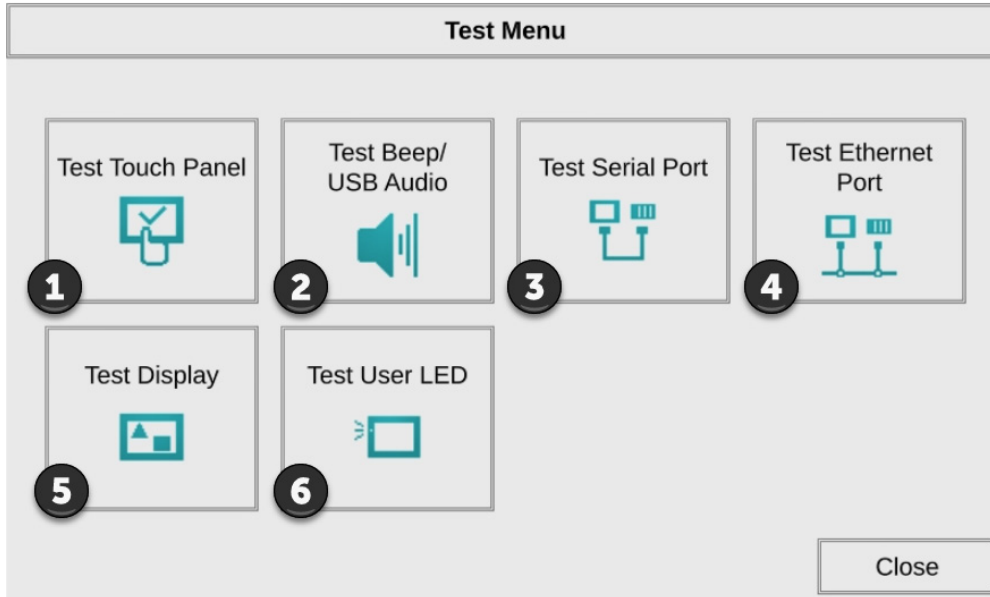 Test Menu
Test Touch Panel
1
Test Beep/
USB Audio
2
Test Serial Port
3
Test Ethernet
Port
4
Test Display
5
Test User LED
6
Close